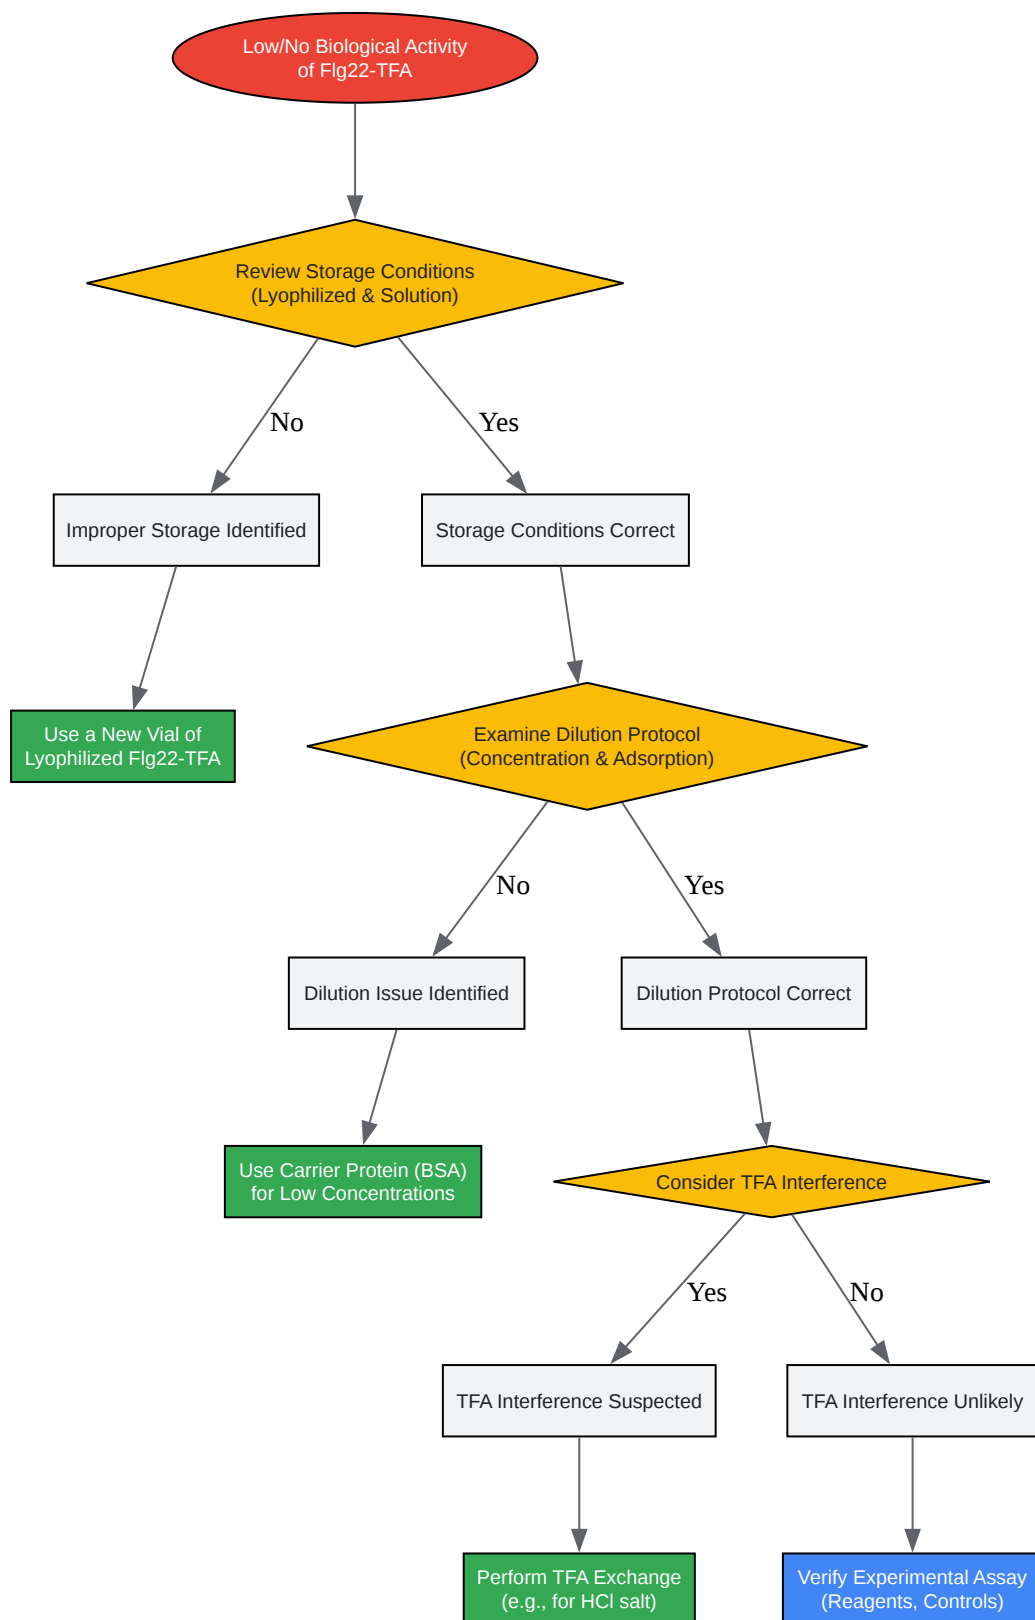 Low/No Biological Activity
of Flg22-TFA
Review Storage Conditions
(Lyophilized & Solution)
No
Yes
Improper Storage Identified
Storage Conditions Correct
Use a New Vial of
Lyophilized Flg22-TFA
Examine Dilution Protocol
(Concentration & Adsorption)
No
Yes
Dilution Issue Identified
Dilution Protocol Correct
Use Carrier Protein (BSA)
for Low Concentrations
Consider TFA Interference
Yes
No
TFA Interference Suspected
TFA Interference Unlikely
Perform TFA Exchange
(e.g., for HCl salt)
Verify Experimental Assay
(Reagents, Controls)